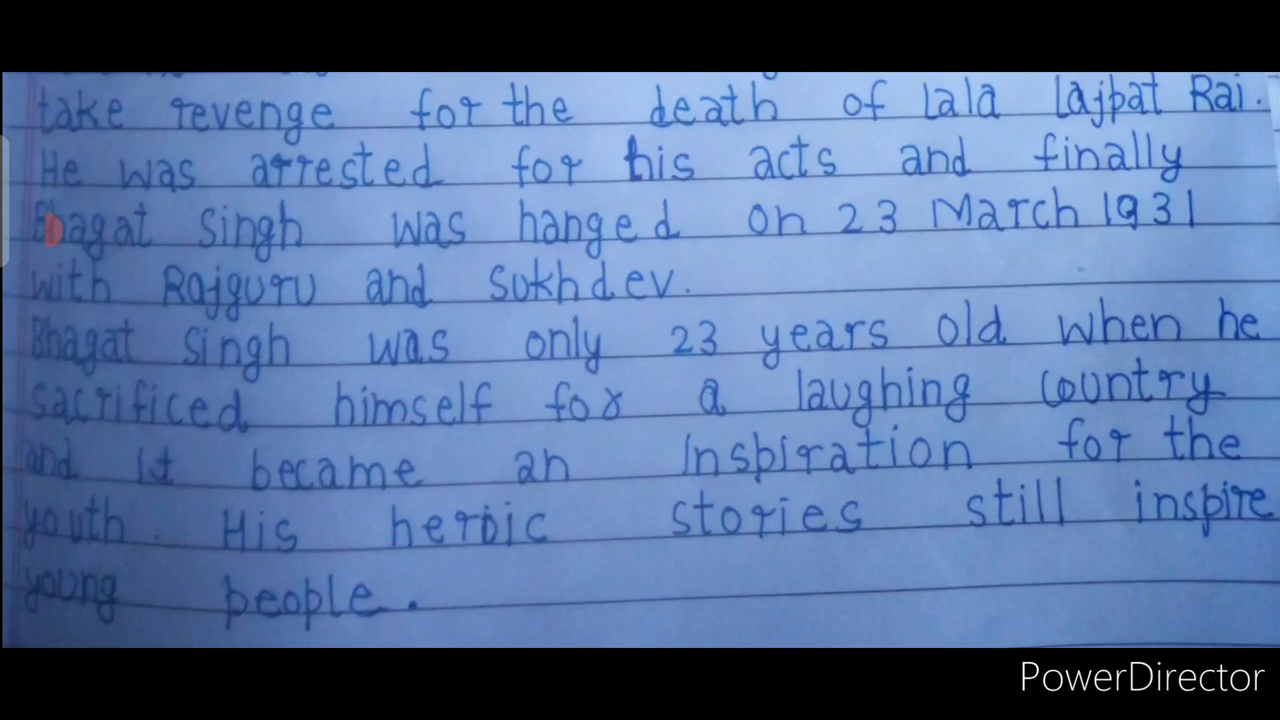 take revenge for the death of Lala Lajpat Rai.
He was arrested for his acts and finally
Bhagat Singh was hanged on 23 March 1931
with Rajguru and Sukhdev.
Bhagat Singh was only 23 years old when he
sacrificed himself for a laughing country
and it became an inspiration for the
youth. His heroic stories still inspire
young people.
PowerDirector